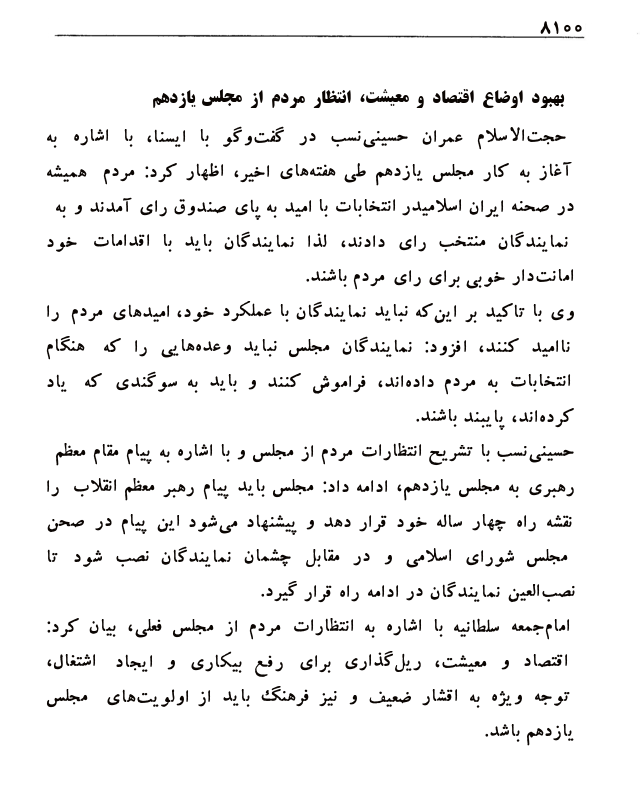 ۸۱۰۰
بهبود اوضاع اقتصاد و معیشت، انتظار مردم از مجلس یازدهم
حجت‌الاسلام عمران حسینی‌نسب در گفت‌وگو با ایسنا، با اشاره به
آغاز به کار مجلس یازدهم طی هفته‌های اخیر، اظهار کرد: مردم همیشه
در صحنه ایران اسلامیدر انتخابات با امید به پای صندوق رای آمدند و به
نمایندگان منتخب رای دادند، لذا نمایندگان باید با اقدامات خود
امانت‌دار خوبی برای رای مردم باشند.
وی با تاکید بر این‌که نباید نمایندگان با عملکرد خود، امیدهای مردم را
ناامید کنند، افزود: نمایندگان مجلس نباید وعده‌هایی را که هنگام
انتخابات به مردم داده‌اند، فراموش کنند و باید به سوگندی که یاد
کرده‌اند، پایبند باشند.
حسینی‌نسب با تشریح انتظارات مردم از مجلس و با اشاره به پیام مقام معظم
رهبری به مجلس یازدهم، ادامه داد: مجلس باید پیام رهبر معظم انقلاب را
نقشه راه چهار ساله خود قرار دهد و پیشنهاد می‌شود این پیام در صحن
مجلس شورای اسلامی و در مقابل چشمان نمایندگان نصب شود تا
نصب‌العین نمایندگان در ادامه راه قرار گیرد.
امام‌جمعه سلطانیه با اشاره به انتظارات مردم از مجلس فعلی، بیان کرد:
اقتصاد و معیشت، ریل‌گذاری برای رفع بیکاری و ایجاد اشتغال،
توجه ویژه به اقشار ضعیف و نیز فرهنگ باید از اولویت‌های مجلس
یازدهم باشد.